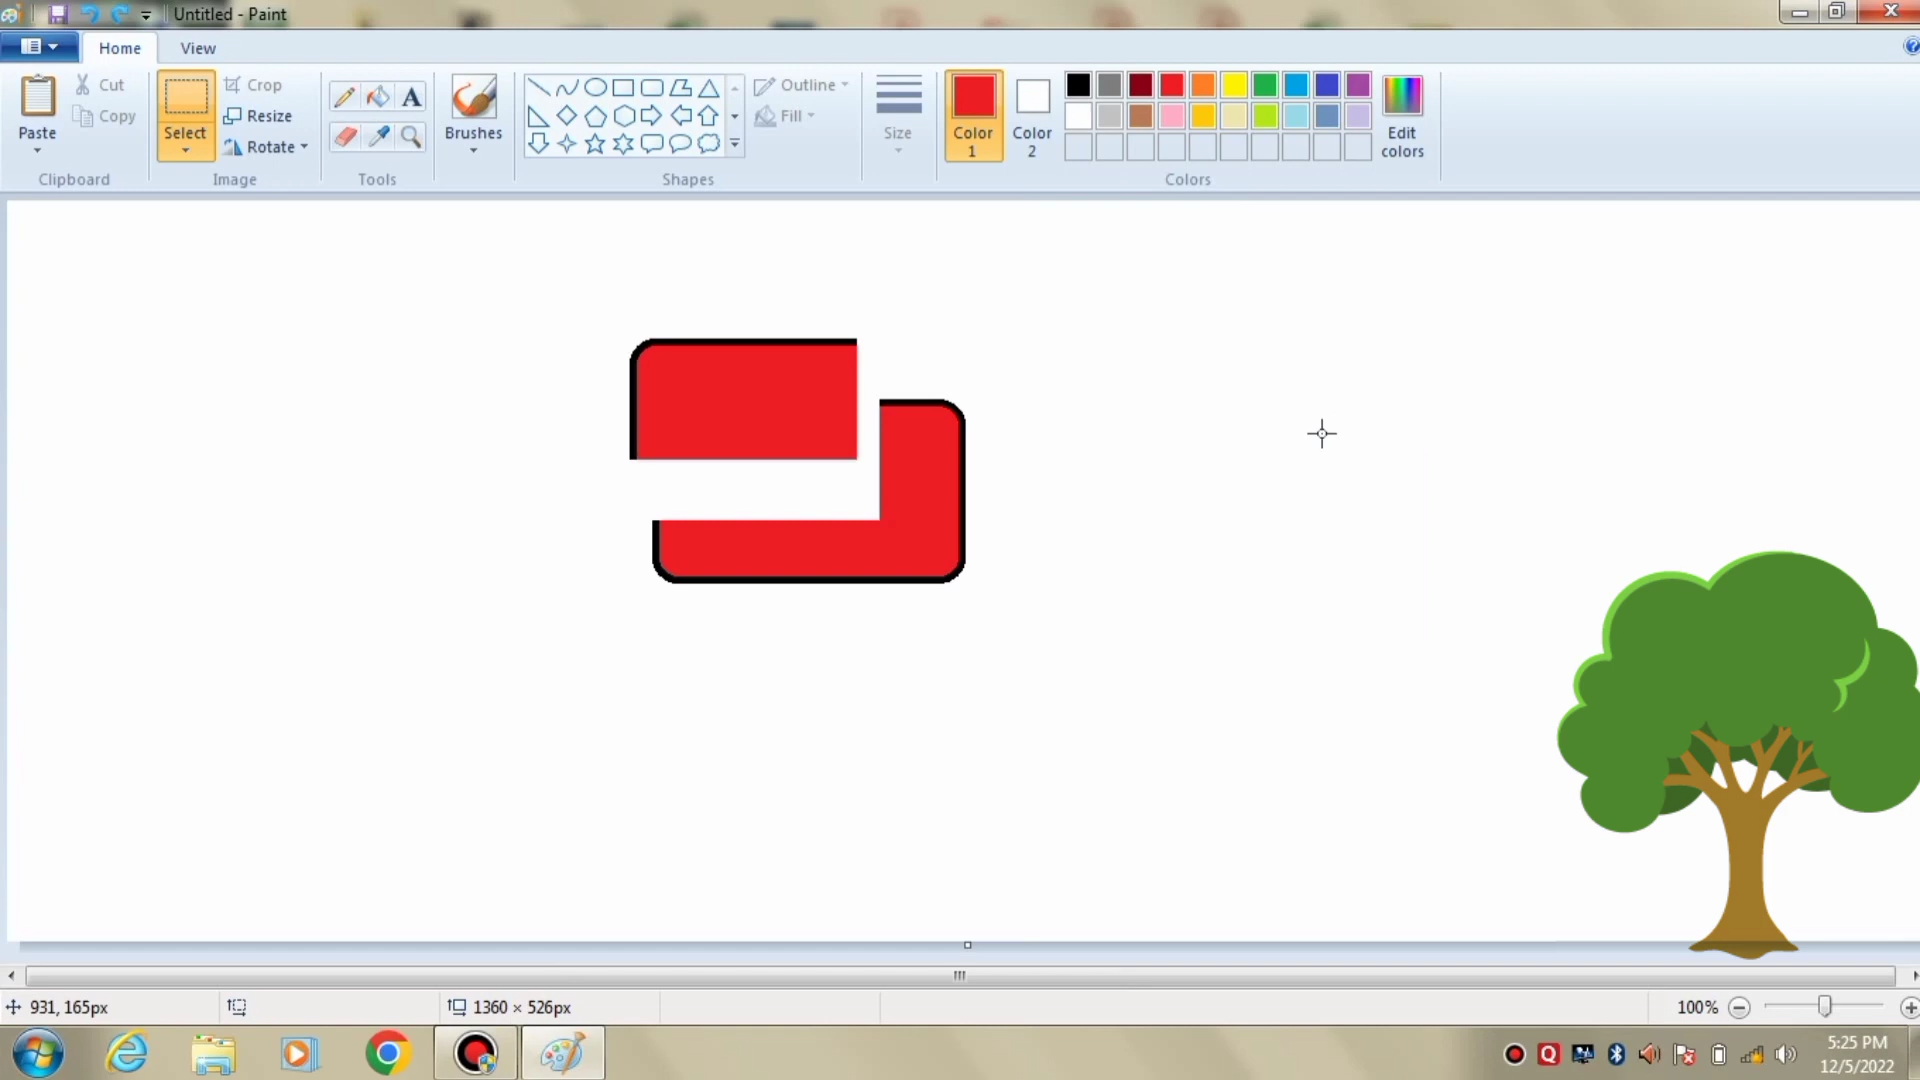 Untitled - Paint
Home View
Cut Crop Outline
Copy Resize Fill
Paste Select Rotate A Brushes Size Color 1 Color 2 Edit colors
Clipboard Image Tools Shapes Colors
931, 165px 1360 × 526px 100%
5:25 PM
12/5/2022